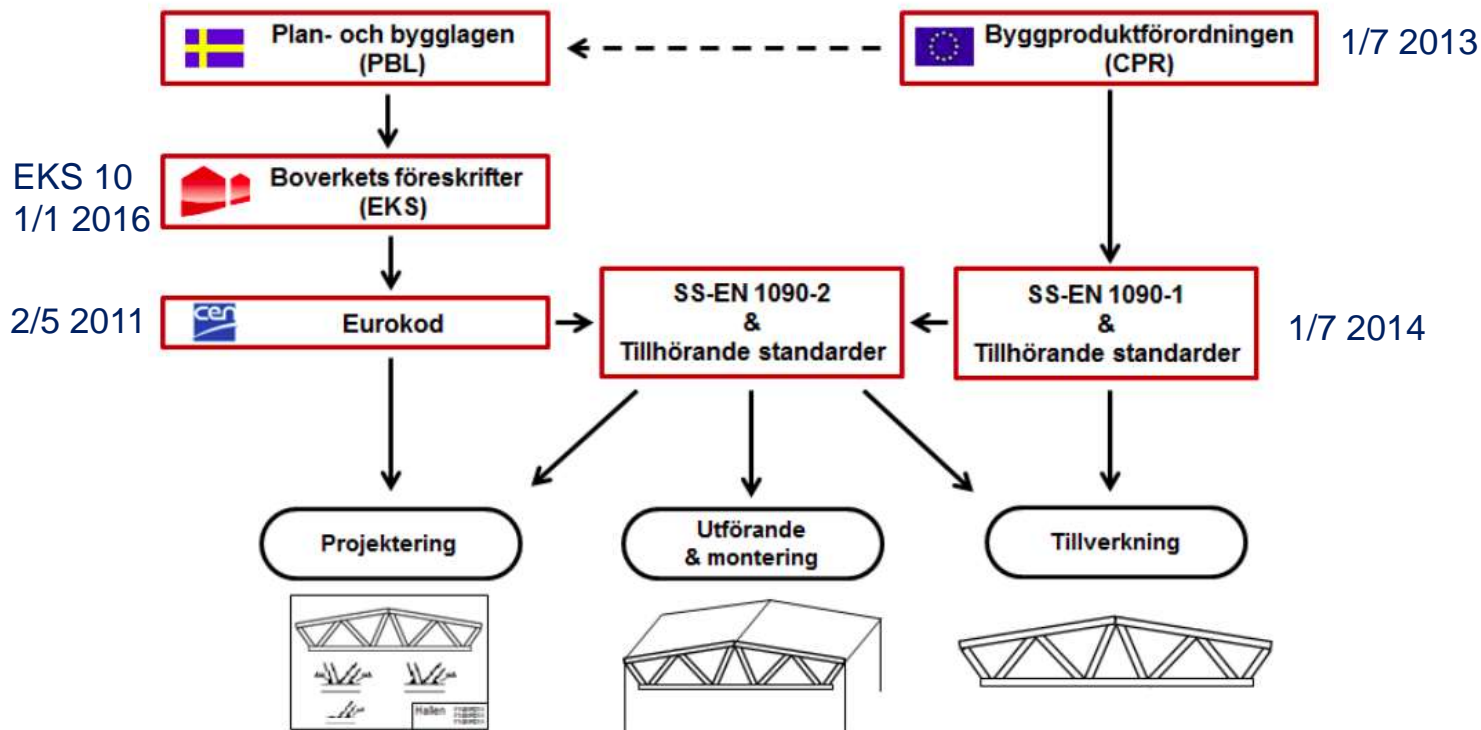 Plan- och bygglagen
(PBL)
Byggproduktförordningen
(CPR)
1/7 2013
EKS 10
1/1 2016
Boverkets föreskrifter
(EKS)
2/5 2011
cen
Eurokod
SS-EN 1090-2
&
Tillhörande standarder
SS-EN 1090-1
&
Tillhörande standarder
1/7 2014
Projektering
Utförande
& montering
Tillverkning
Hallen